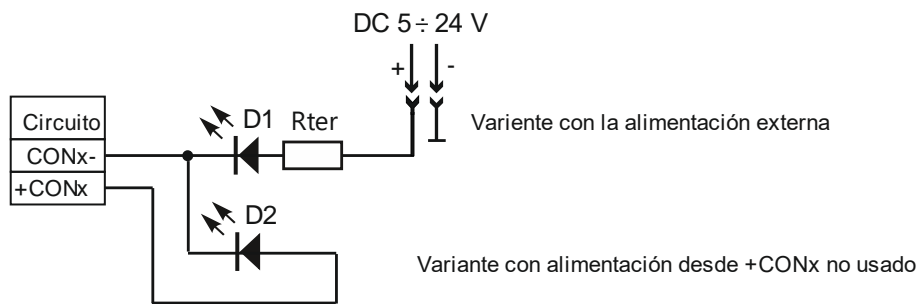 DC 5 ÷ 24 V
+ -
D1 Rter
Variente con la alimentación externa
Circuito
CONx-
+CONx
D2
Variante con alimentación desde +CONx no usado